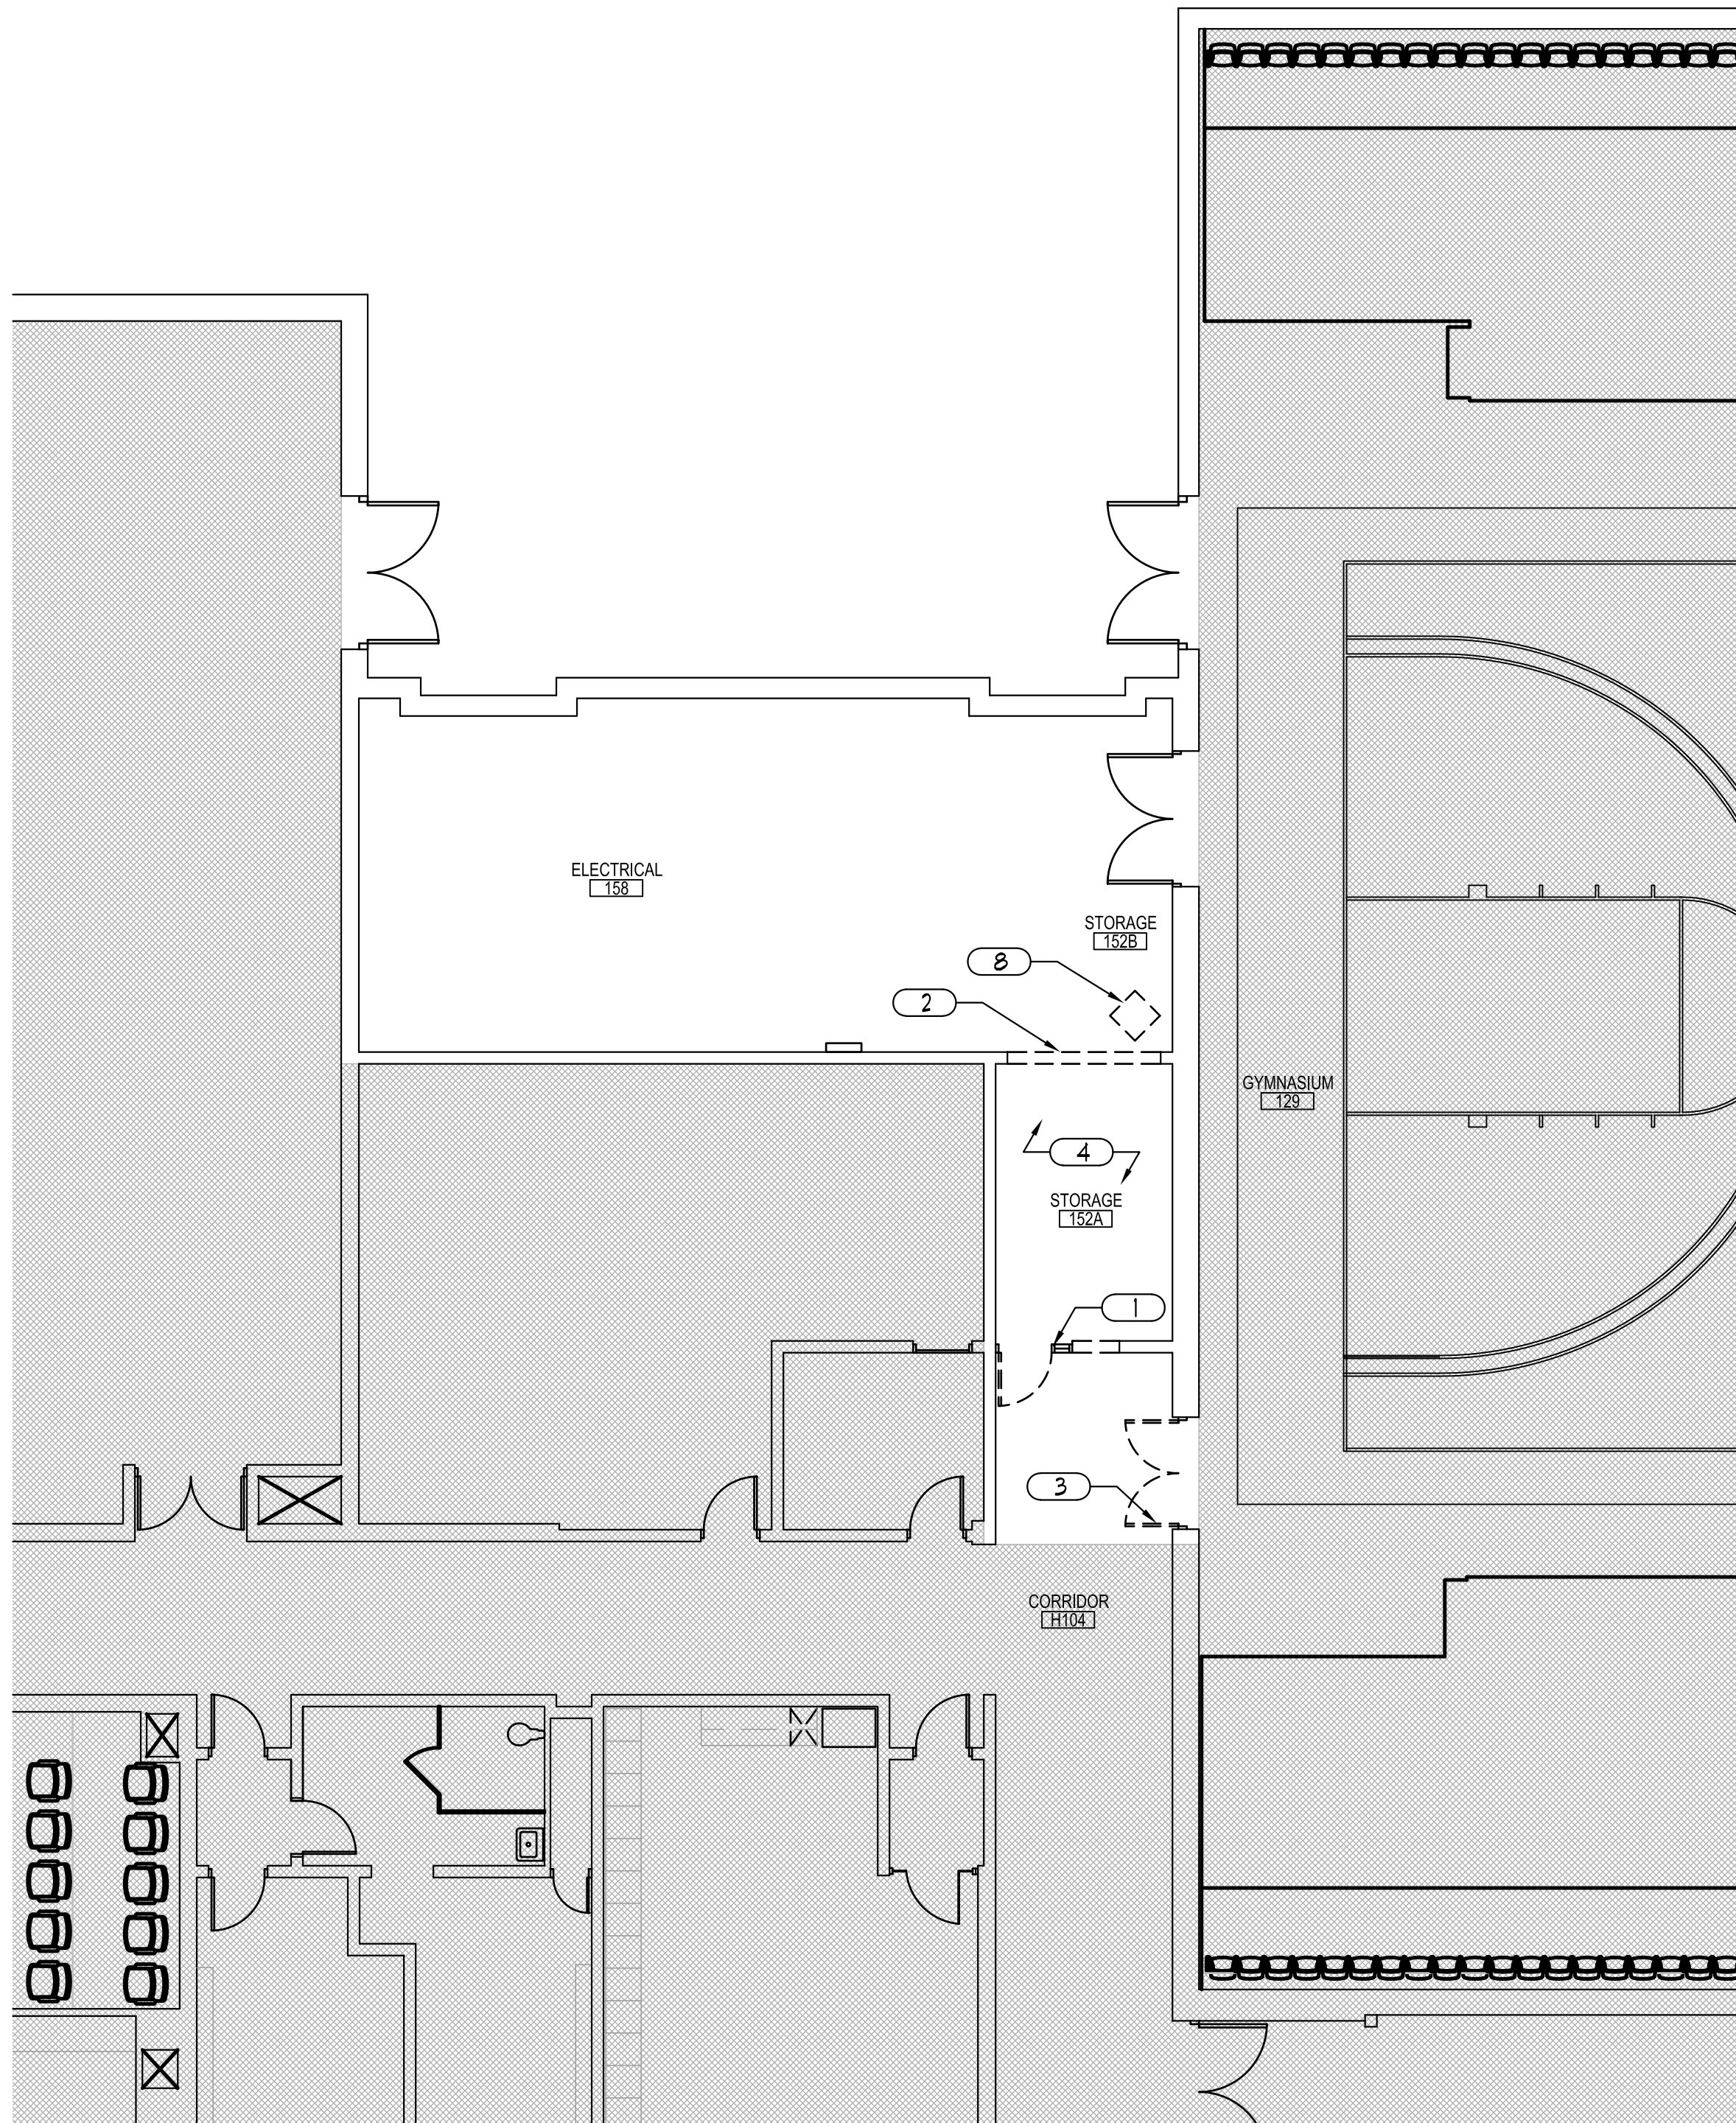 ELECTRICAL
158
STORAGE
152B
8
2
GYMNASIUM
129
4
STORAGE
152A
1
3
CORRIDOR
H104